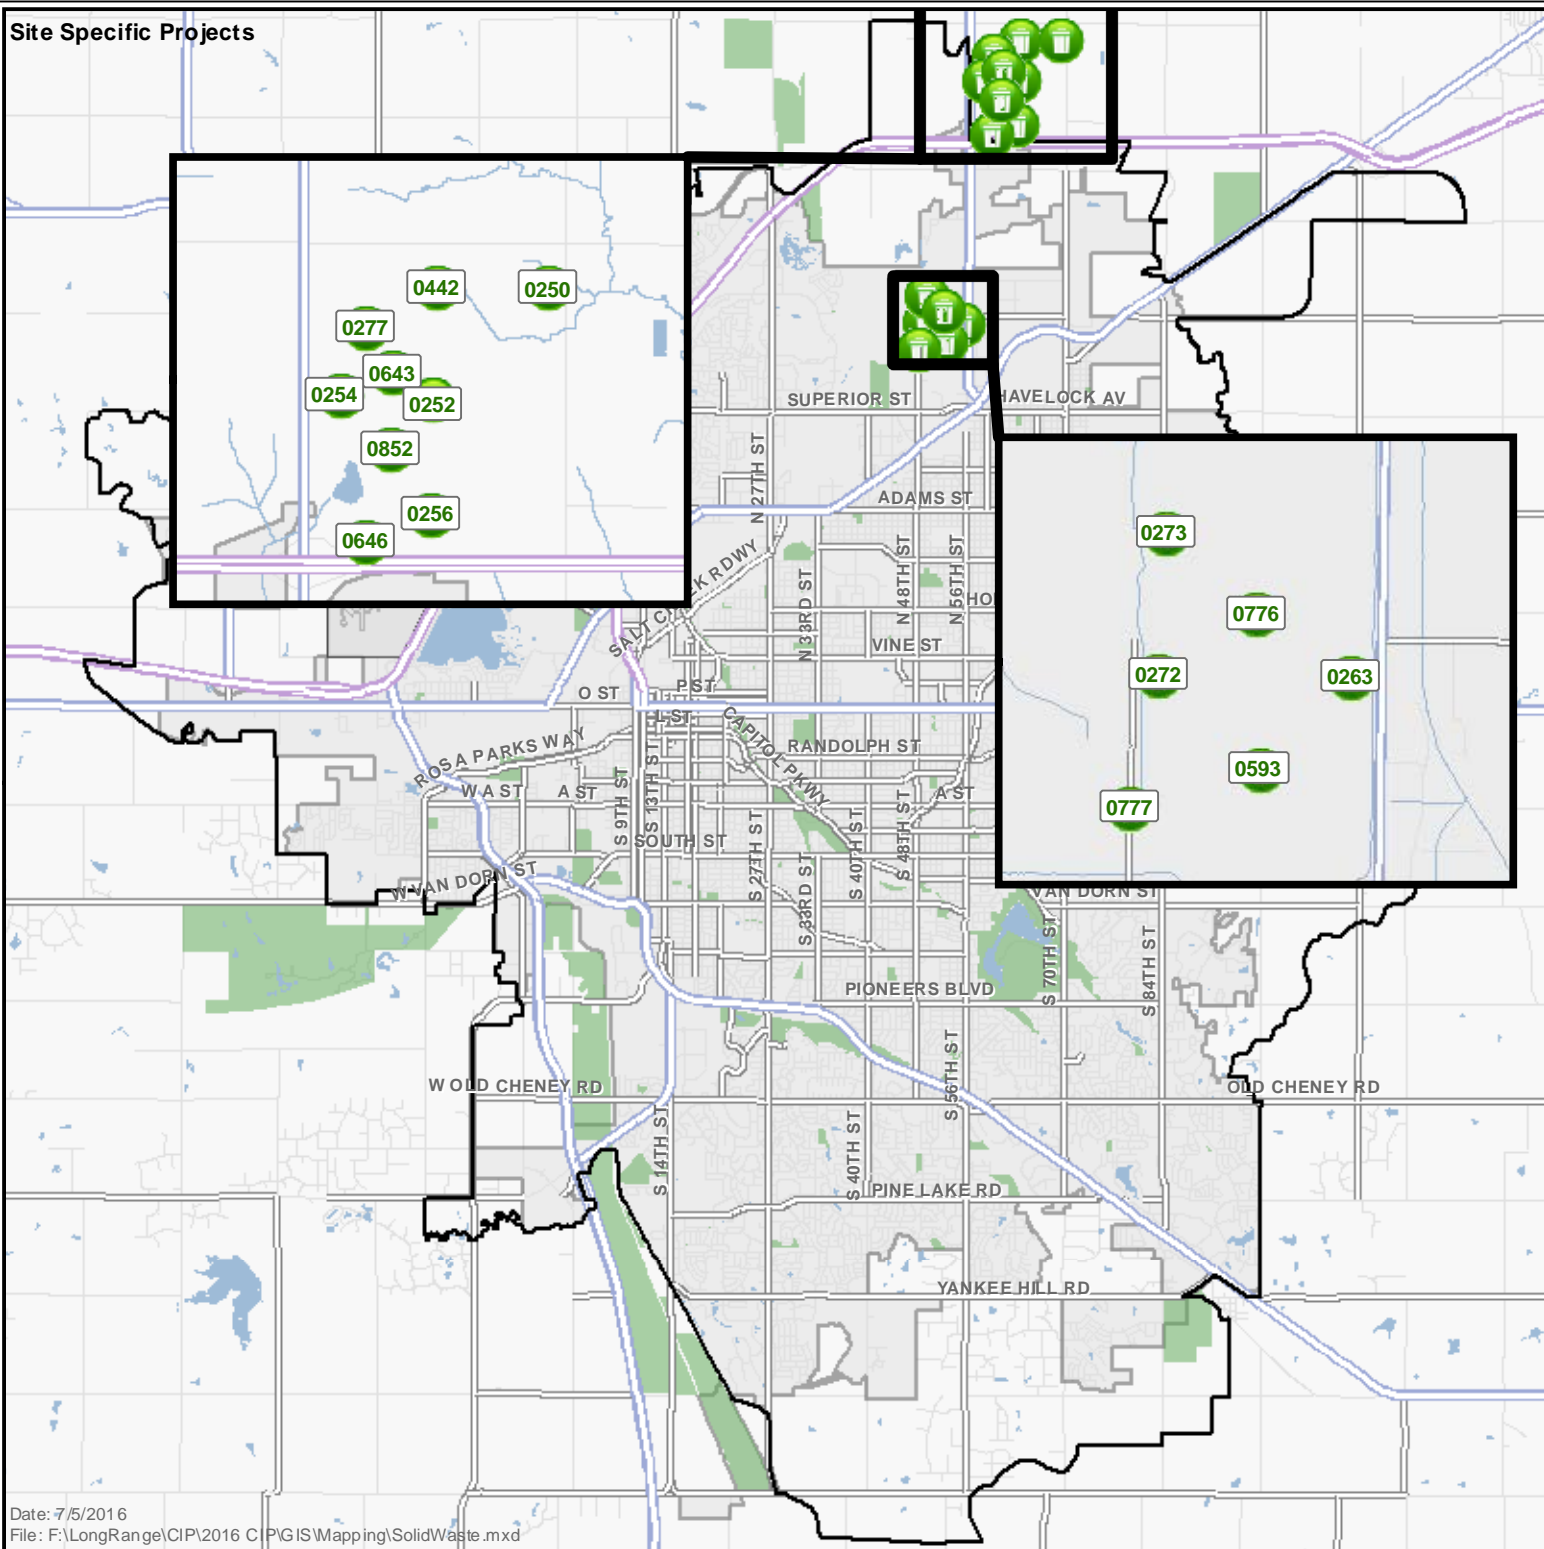 Site Specific Projects
0442
0250
0277
0643
0254
0252
0852
0256
0646
SUPERIOR ST
HAVELOCK AV
N 27TH ST
ADAMS ST
0273
0776
0272
0263
0593
0777
SALT CREEK RDWY
N 33RD ST
N 48TH ST
N 56TH ST
HO
VINE ST
O ST
P ST
L ST
CAPITOL PKWY
RANDOLPH ST
ROSA PARKS WAY
W A ST
A ST
S 9TH ST
S 13TH ST
A ST
SOUTH ST
S 27TH ST
S 33RD ST
S 40TH ST
S 48TH ST
W VAN DORN ST
VAN DORN ST
S 70TH ST
S 84TH ST
PIONEERS BLVD
S 56TH ST
W OLD CHENEY RD
OLD CHENEY RD
S 14TH ST
S 40TH ST
PINE LAKE RD
YANKEE HILL RD
Date: 7/5/2016
File: F:\LongRange\CIP\2016 CIP\GIS\Mapping\SolidWaste.mxd